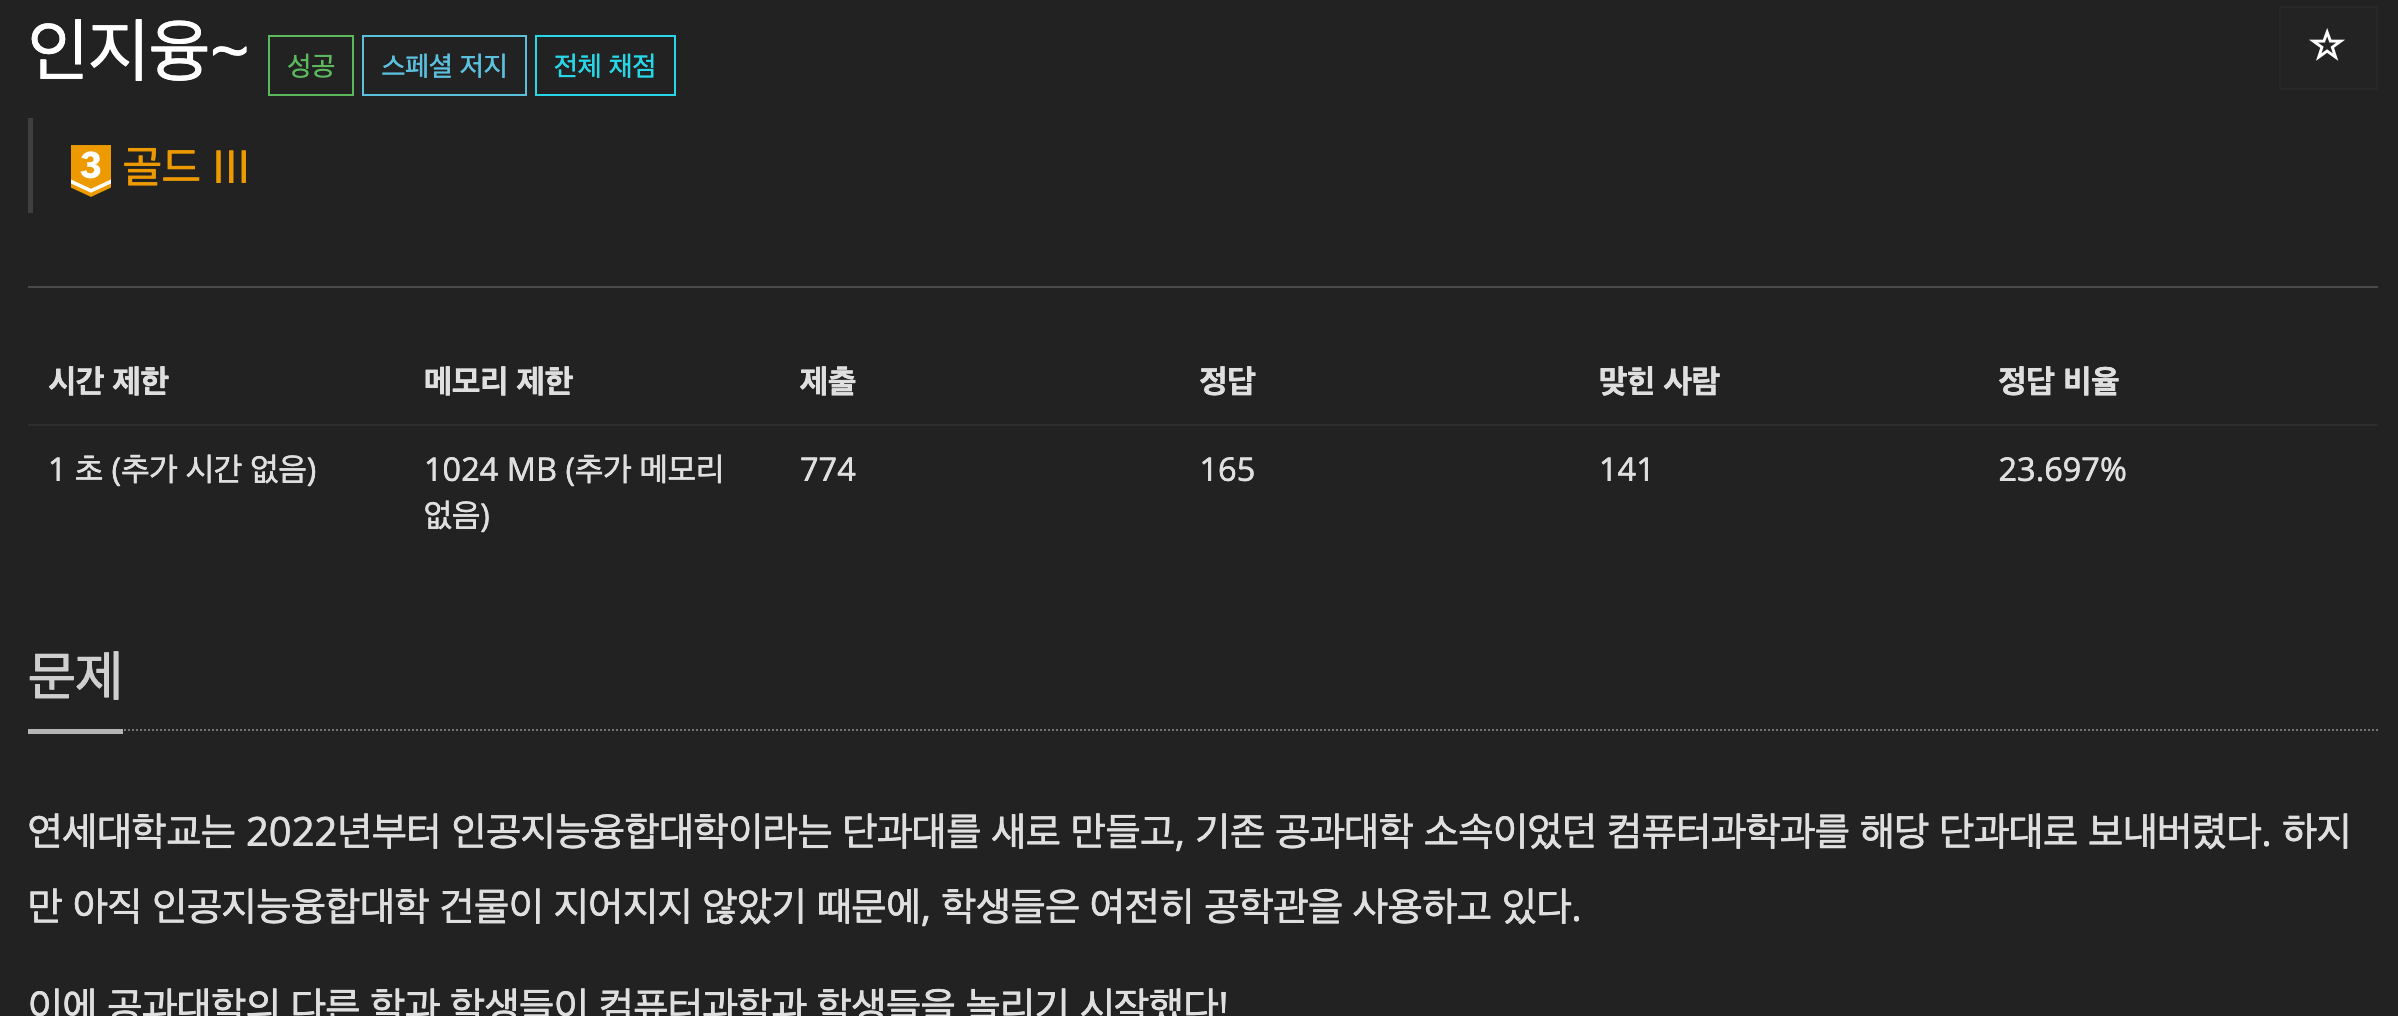 인지융~ 성공 스페셜 저지 전체 채점
3 골드 III
시간 제한 메모리 제한 제출 정답 맞힌 사람 정답 비율
1 초 (추가 시간 없음) 1024 MB (추가 메모리 774 165 141 23.697%
없음)
문제
연세대학교는 2022년부터 인공지능융합대학이라는 단과대를 새로 만들고, 기존 공과대학 소속이었던 컴퓨터과학과를 해당 단과대로 보내버렸다. 하지
만 아직 인공지능융합대학 건물이 지어지지 않았기 때문에, 학생들은 여전히 공학관을 사용하고 있다.
이에 공과대학의 다른 학과 학생들이 컴퓨터과학과 학생들을 놀리기 시작했다!